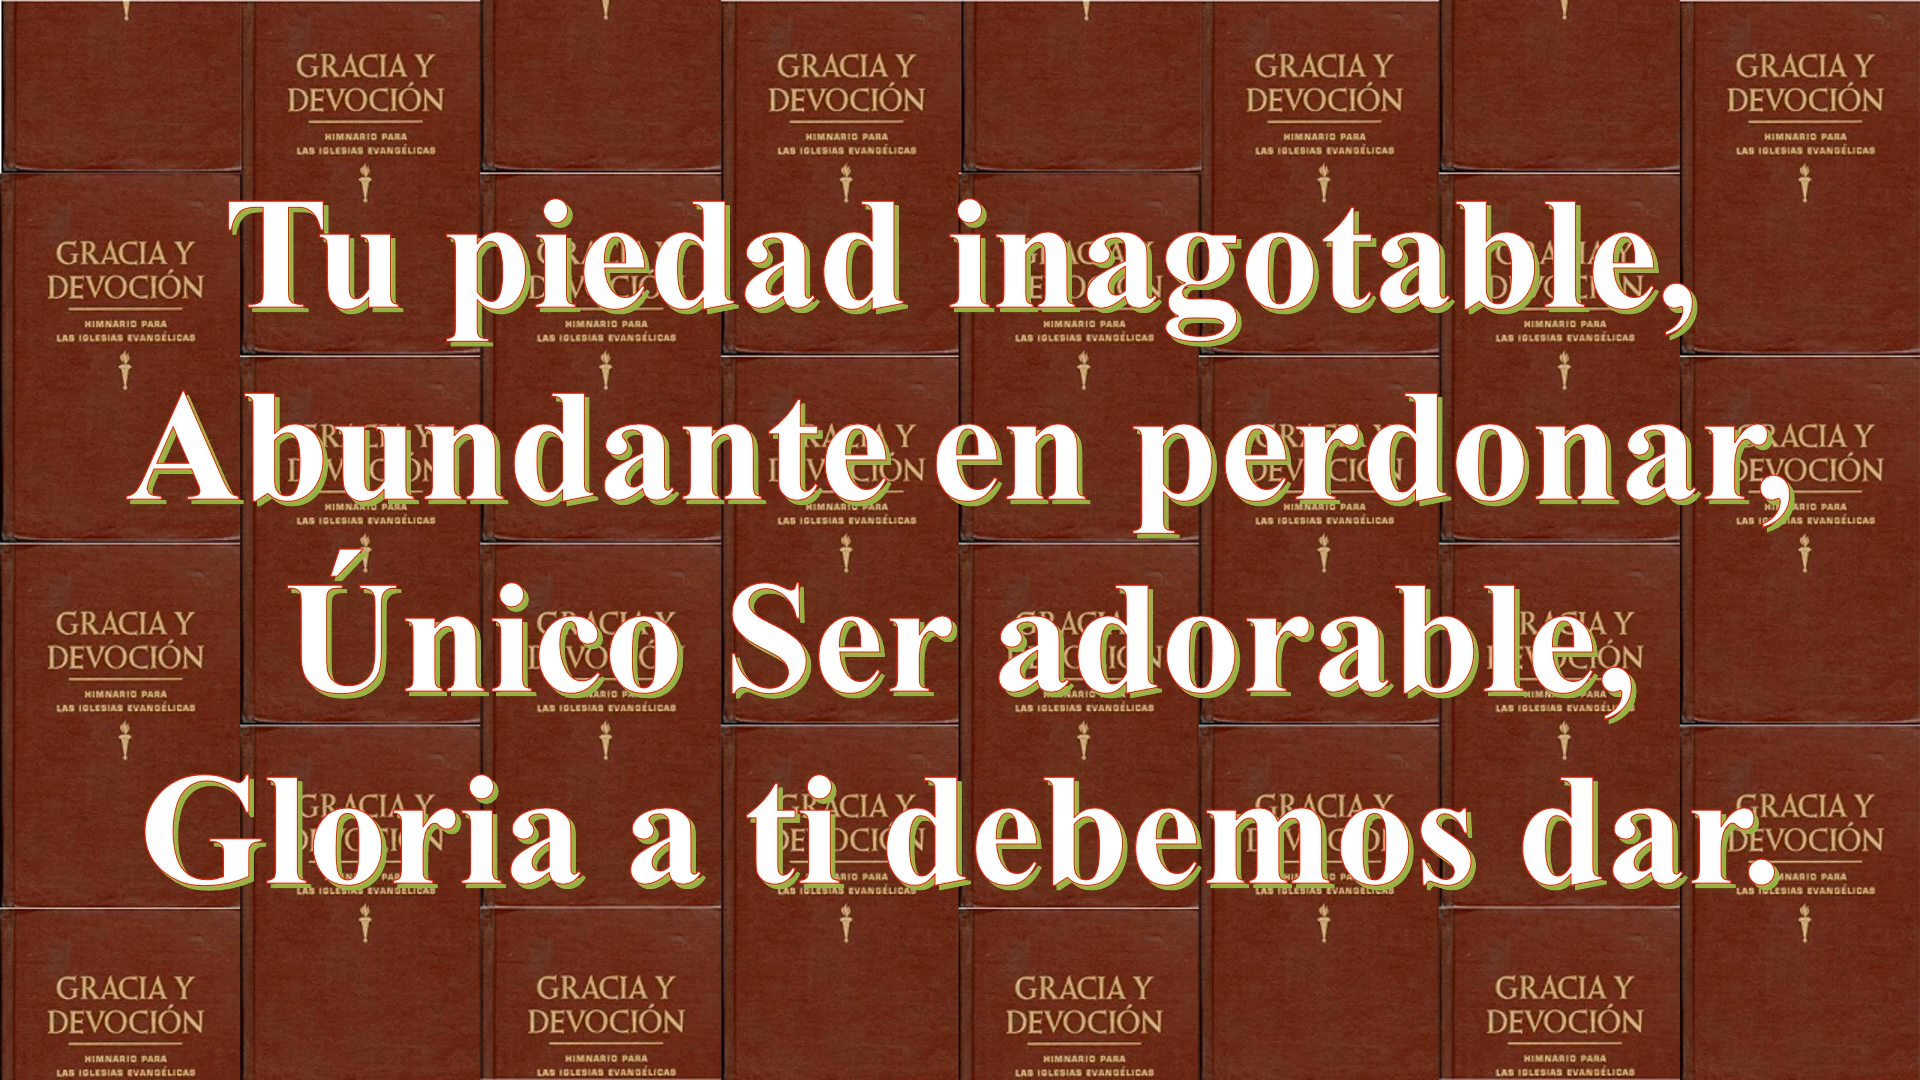 Tu piedad inagotable,
Abundante en perdonar,
Único Ser adorable,
Gloria a ti debemos dar.
GRACIA Y
DEVOCIÓN
HIMNARIO PARA
LAS IGLESIAS EVANGÉLICAS